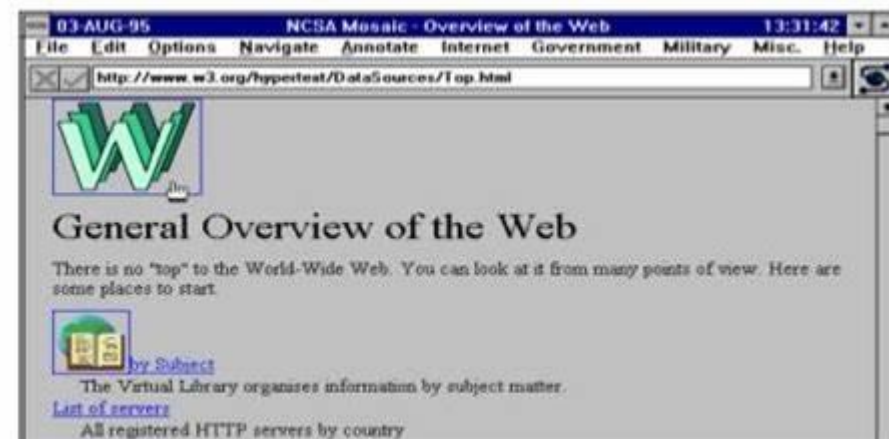 03-AUG-95 NCSA Mosaic - Overview of the Web 13:31:42
File Edit Options Navigate Annotate Internet Government Military Misc. Help
http://www.w3.org/hypertext/DataSources/Top.html
W
General Overview of the Web
There is no "top" to the World-Wide Web. You can look at it from many points of view. Here are
some places to start.
by Subject
The Virtual Library organises information by subject matter.
List of servers
All registered HTTP servers by country